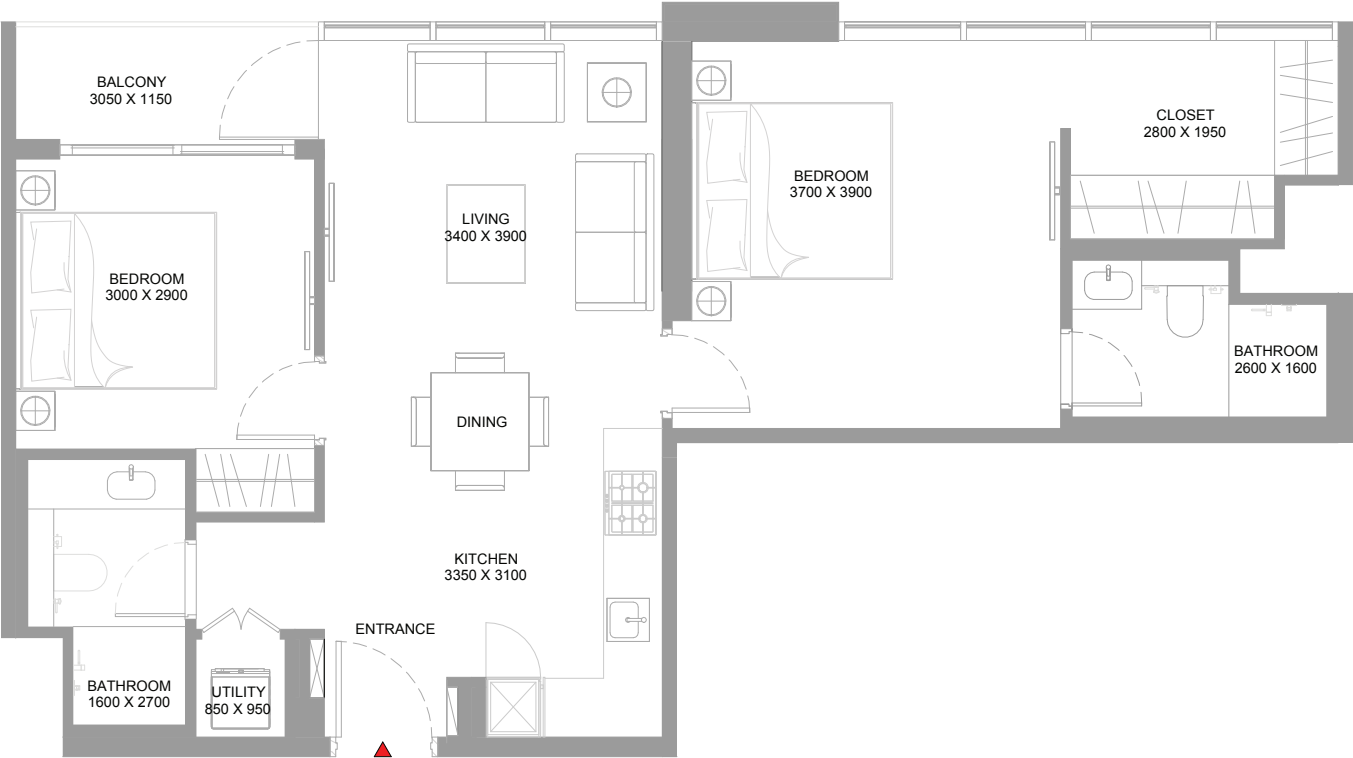 BALCONY
3050 X 1150
CLOSET
2800 X 1950
BEDROOM
3700 X 3900
LIVING
3400 X 3900
BEDROOM
3000 X 2900
BATHROOM
2600 X 1600
DINING
KITCHEN
3350 X 3100
ENTRANCE
BATHROOM
1600 X 2700
UTILITY
850 X 950